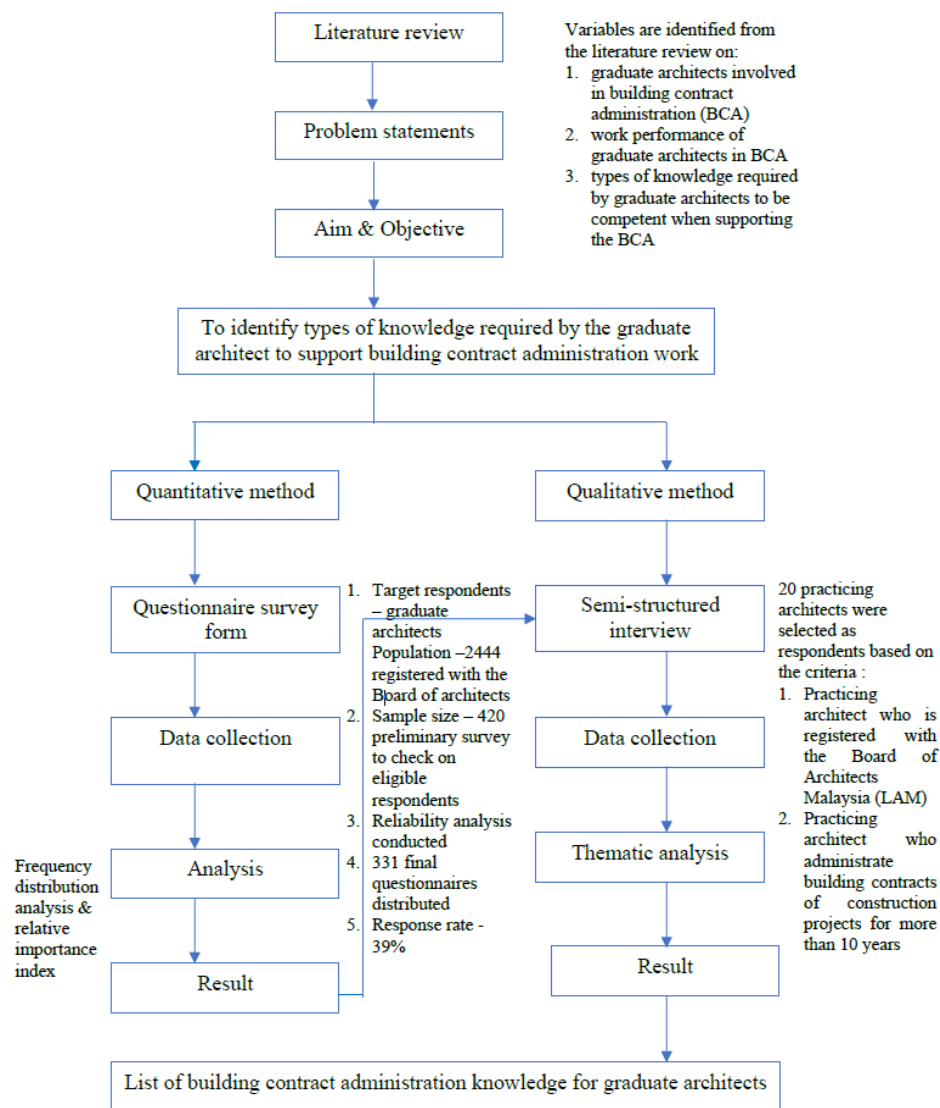 Literature review
Variables are identified from
the literature review on:
1. graduate architects involved
in building contract
administration (BCA)
2. work performance of
graduate architects in BCA
3. types of knowledge required
by graduate architects to be
competent when supporting
the BCA
Problem statements
Aim & Objective
To identify types of knowledge required by the graduate
architect to support building contract administration work
Quantitative method
Qualitative method
Questionnaire survey
form
1. Target respondents
– graduate
architects
Population –2444
registered with the
Board of architects
2. Sample size – 420
preliminary survey
to check on
eligible
respondents
3. Reliability analysis
conducted
4. 331 final
questionnaires
distributed
5. Response rate -
39%
Semi-structured
interview
20 practicing
architects were
selected as
respondents based on
the criteria :
1. Practicing
architect who is
registered with
the Board of
Architects
Malaysia (LAM)
2. Practicing
architect who
administrate
building contracts
of construction
projects for more
than 10 years
Data collection
Data collection
Frequency
distribution
analysis &
relative
importance
index
Analysis
Thematic analysis
Result
Result
List of building contract administration knowledge for graduate architects